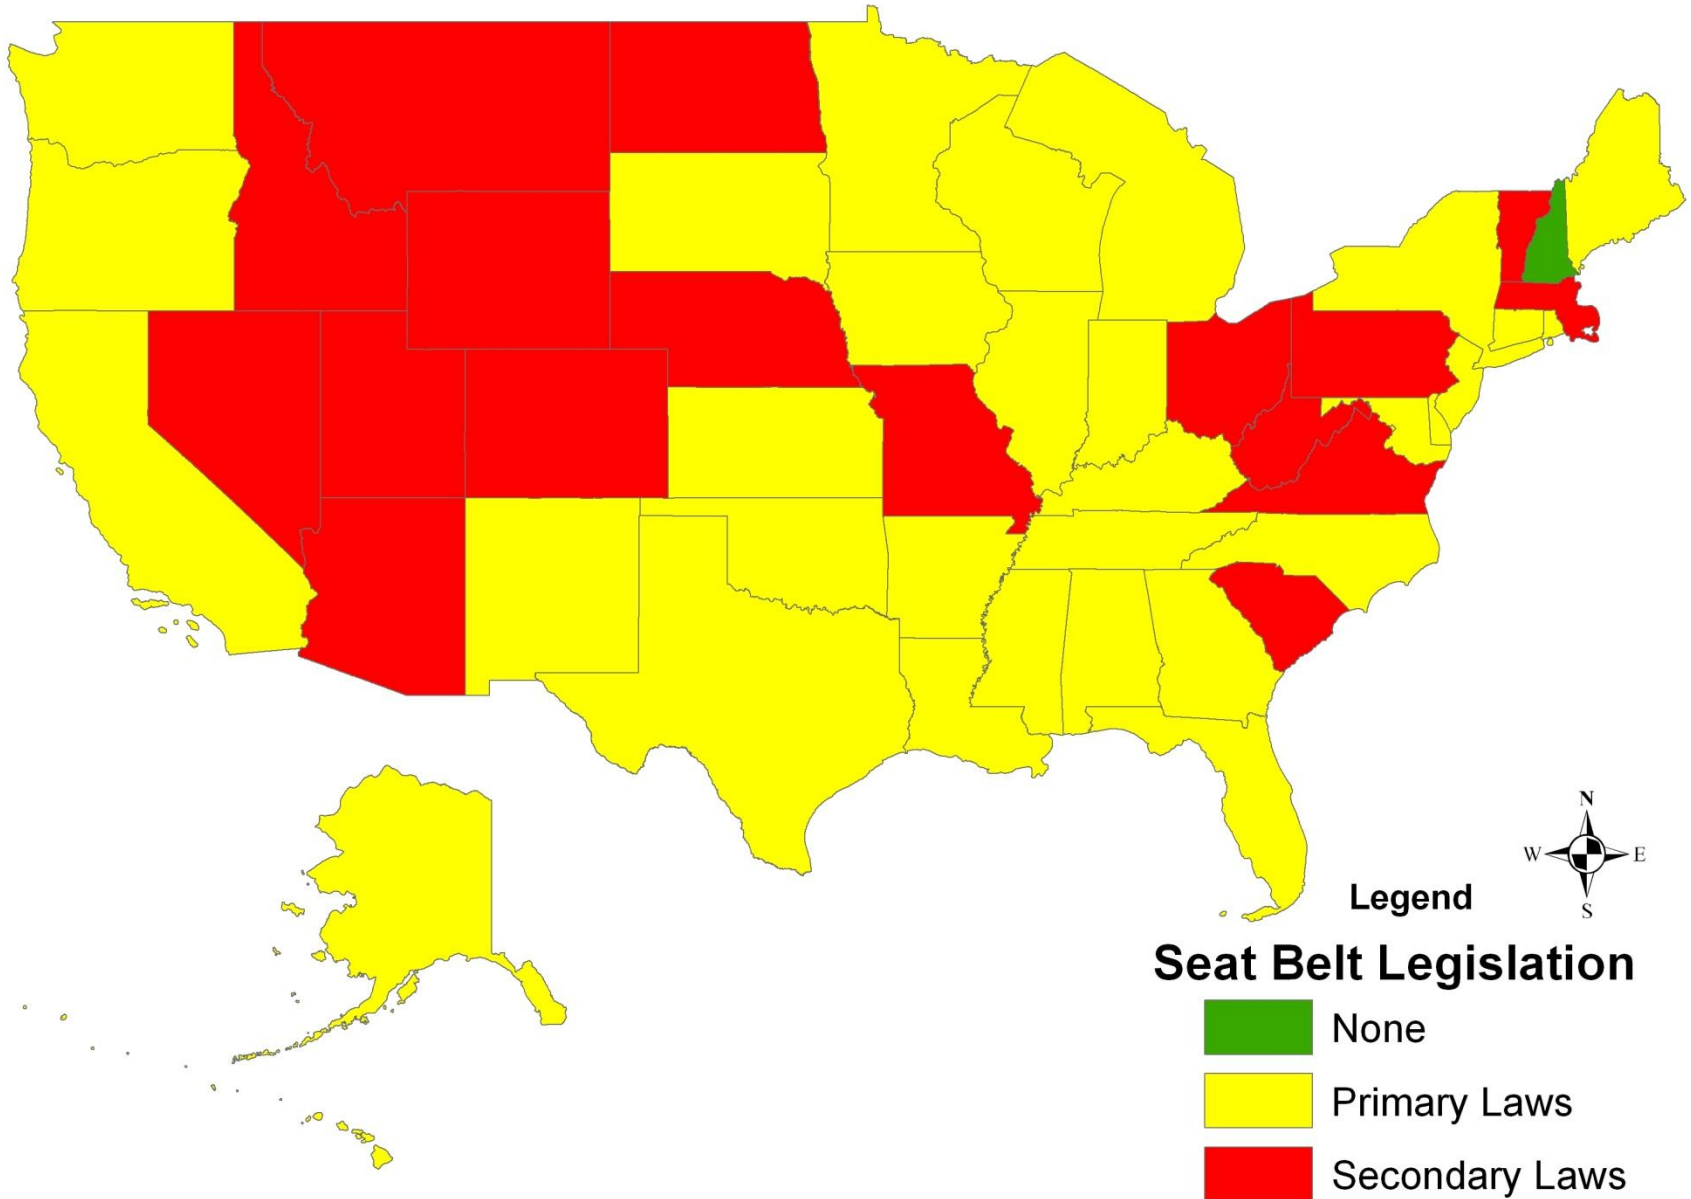 N
W E
S
Legend
Seat Belt Legislation
None
Primary Laws
Secondary Laws